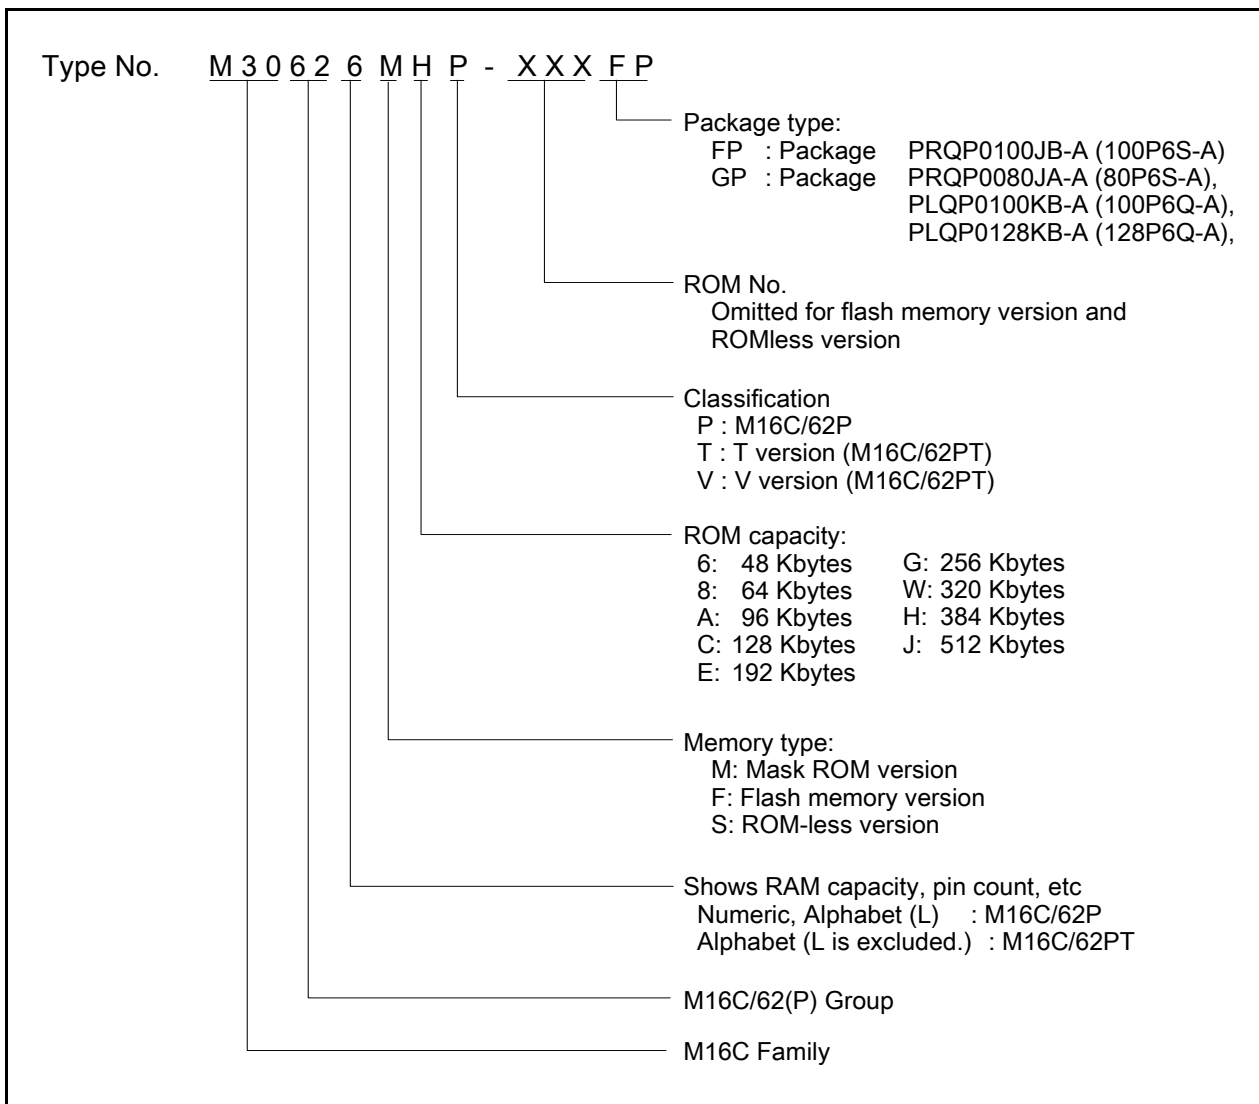 Type No. M 3 0 6 2 6 M H P - X X X F P
Package type:
FP : Package PRQP0100JB-A (100P6S-A)
GP : Package PRQP0080JA-A (80P6S-A),
PLQP0100KB-A (100P6Q-A),
PLQP0128KB-A (128P6Q-A),
ROM No.
Omitted for flash memory version and
ROMless version
Classification
P : M16C/62P
T : T version (M16C/62PT)
V : V version (M16C/62PT)
ROM capacity:
6: 48 Kbytes G: 256 Kbytes
8: 64 Kbytes W: 320 Kbytes
A: 96 Kbytes H: 384 Kbytes
C: 128 Kbytes J: 512 Kbytes
E: 192 Kbytes
Memory type:
M: Mask ROM version
F: Flash memory version
S: ROM-less version
Shows RAM capacity, pin count, etc
Numeric, Alphabet (L) : M16C/62P
Alphabet (L is excluded.) : M16C/62PT
M16C/62(P) Group
M16C Family